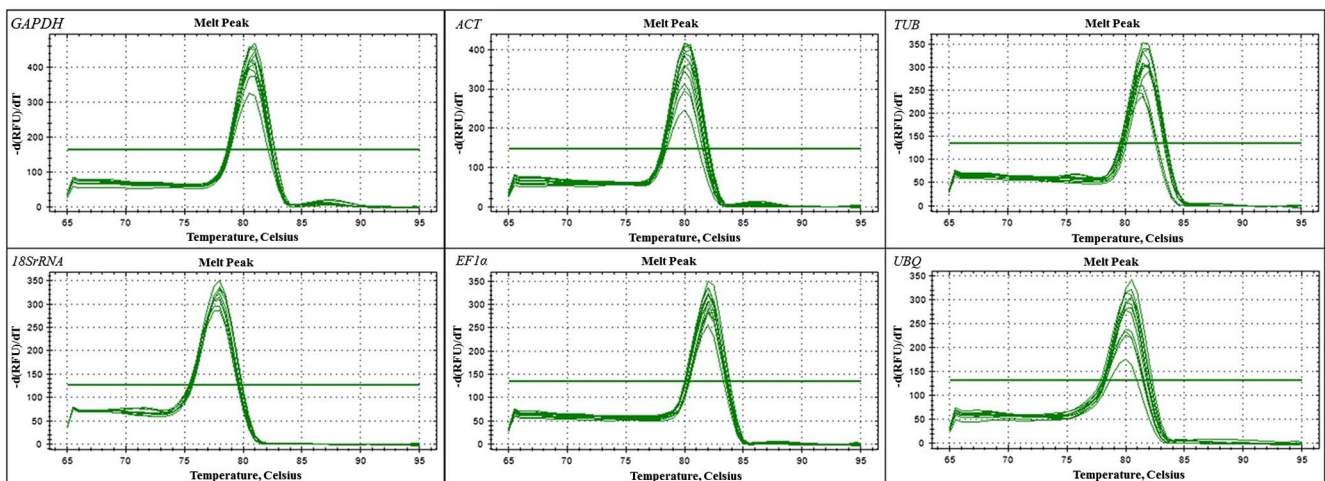 GAPDH Melt Peak
-d(RFU)/dT
400
300
200
100
0
65 70 75 80 85 90 95
Temperature, Celsius
ACT Melt Peak
-d(RFU)/dT
400
300
200
100
0
65 70 75 80 85 90 95
Temperature, Celsius
TUB Melt Peak
-d(RFU)/dT
350
300
250
200
150
100
50
0
65 70 75 80 85 90 95
Temperature, Celsius
18SrRNA Melt Peak
-d(RFU)/dT
350
300
250
200
150
100
50
0
65 70 75 80 85 90 95
Temperature, Celsius
EF1α Melt Peak
-d(RFU)/dT
350
300
250
200
150
100
50
0
65 70 75 80 85 90 95
Temperature, Celsius
UBQ Melt Peak
-d(RFU)/dT
350
300
250
200
150
100
50
0
65 70 75 80 85 90 95
Temperature, Celsius